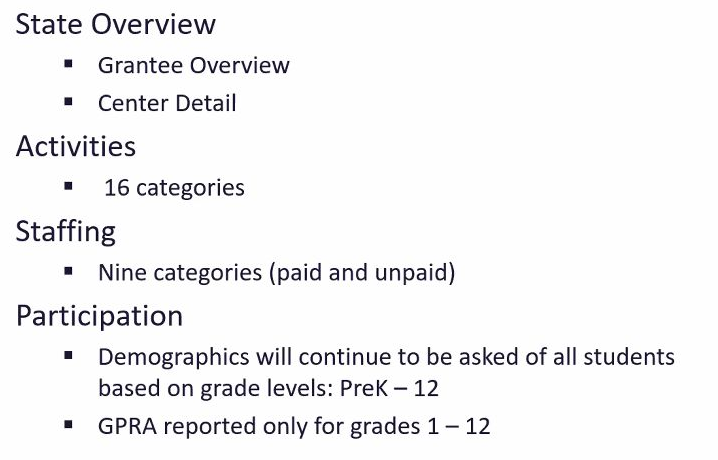 State Overview
▪ Grantee Overview
▪ Center Detail
Activities
▪ 16 categories
Staffing
▪ Nine categories (paid and unpaid)
Participation
▪ Demographics will continue to be asked of all students
based on grade levels: PreK – 12
▪ GPRA reported only for grades 1 – 12